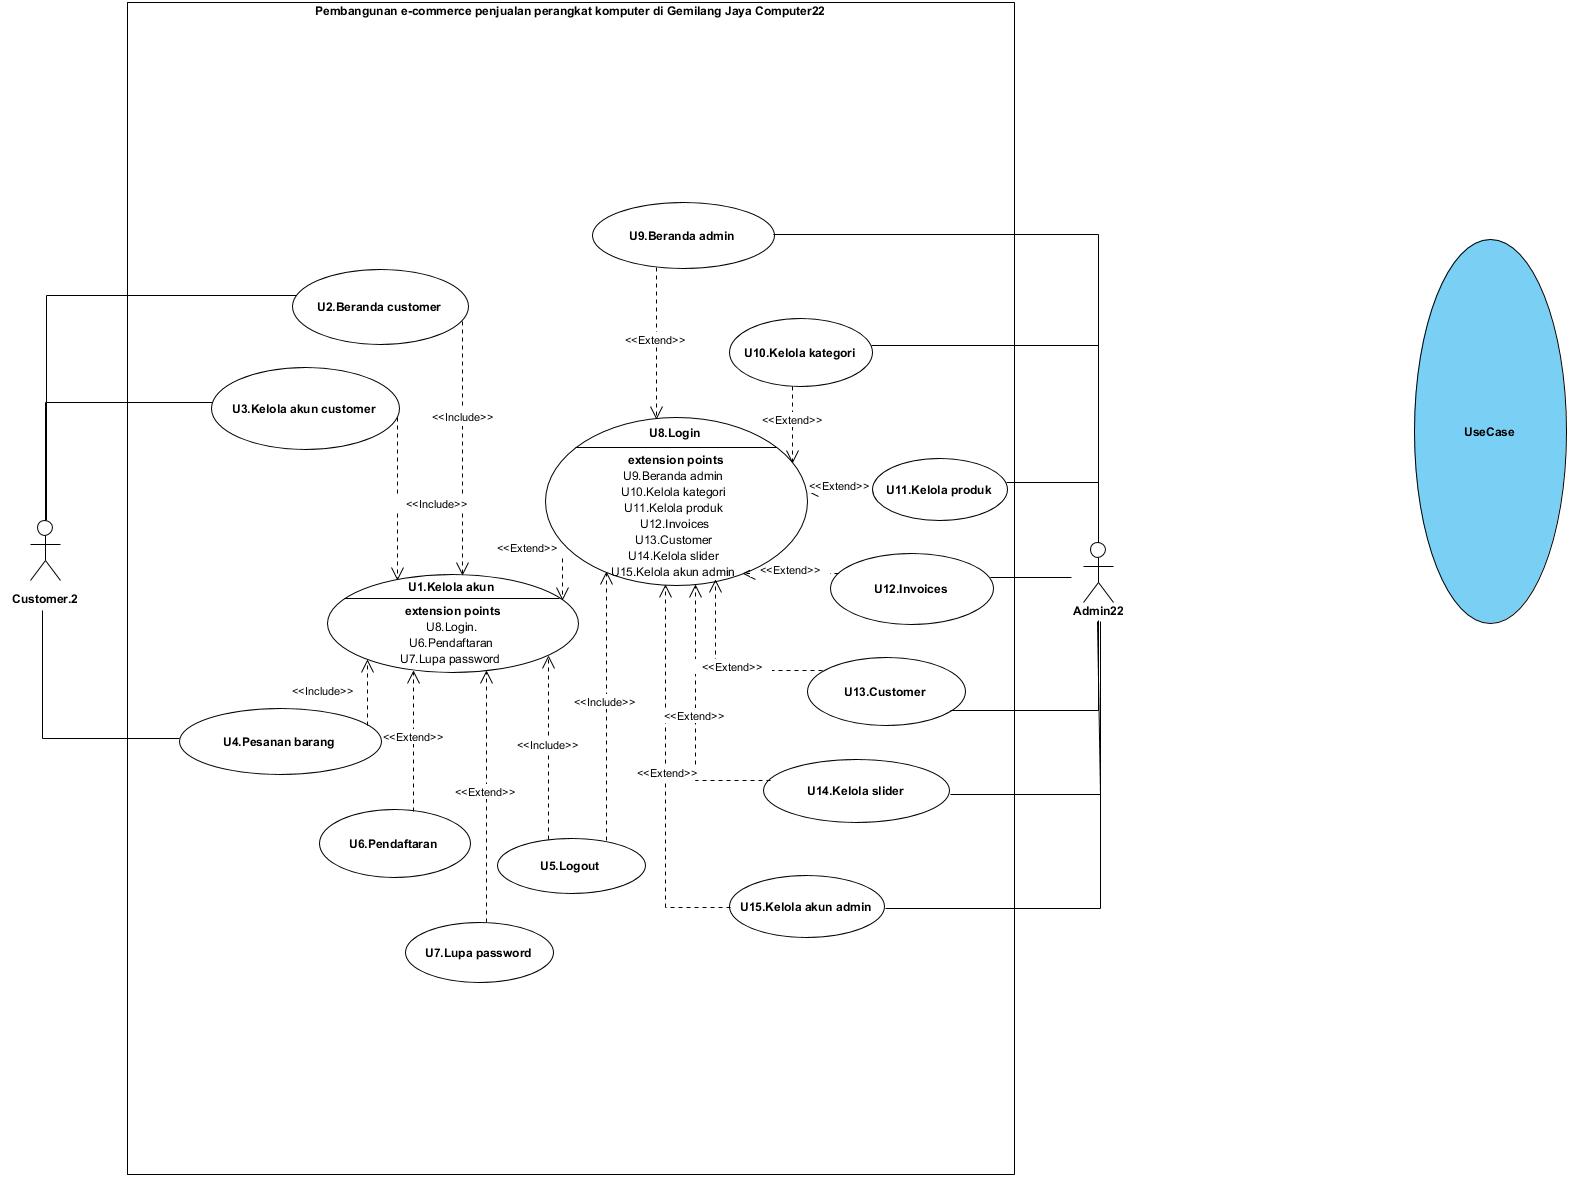 Pembangunan e-commerce penjualan perangkat komputer di Gemilang Jaya Computer22
U9.Beranda admin
U2.Beranda customer
<<Extend>>
U10.Kelola kategori
U3.Kelola akun customer
<<Include>>
<<Extend>>
U8.Login
extension points
U9.Beranda admin
U10.Kelola kategori
U11.Kelola produk
U12.Invoices
U13.Customer
U14.Kelola slider
U15.Kelola akun admin
UseCase
<<Extend>>
U11.Kelola produk
<<Include>>
<<Extend>>
<<Extend>>
U12.Invoices
Customer.2
Admin22
U1.Kelola akun
extension points
U8.Login.
U6.Pendaftaran
U7.Lupa password
<<Extend>>
U13.Customer
<<Include>>
<<Include>>
<<Extend>>
U4.Pesanan barang
<<Extend>>
<<Include>>
<<Extend>>
<<Extend>>
U14.Kelola slider
U6.Pendaftaran
U5.Logout
U15.Kelola akun admin
U7.Lupa password